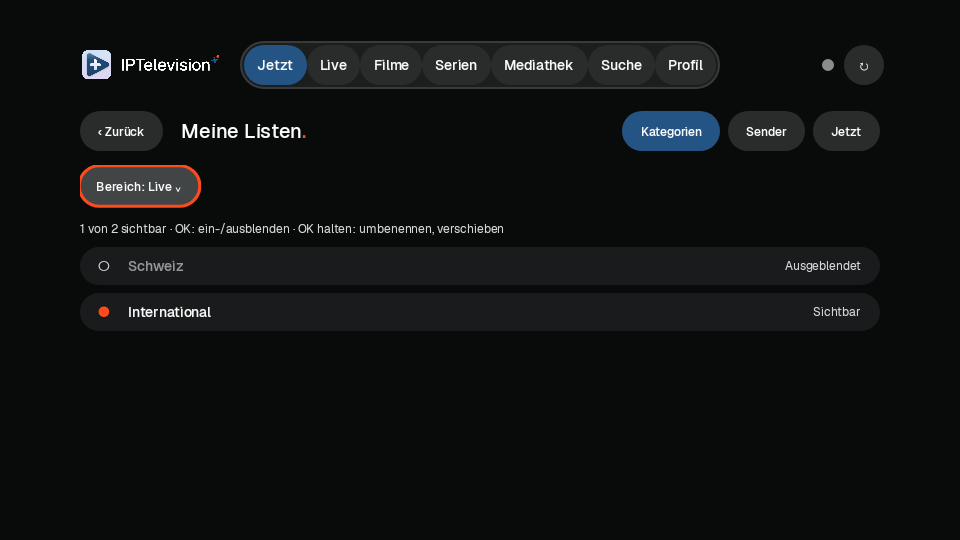 IPTelevision
Jetzt Live Filme Serien Mediathek Suche Profil
‹ Zurück Meine Listen. Kategorien Sender Jetzt
Bereich: Live
1 von 2 sichtbar · OK: ein-/ausblenden · OK halten: umbenennen, verschieben
Schweiz Ausgeblendet
International Sichtbar